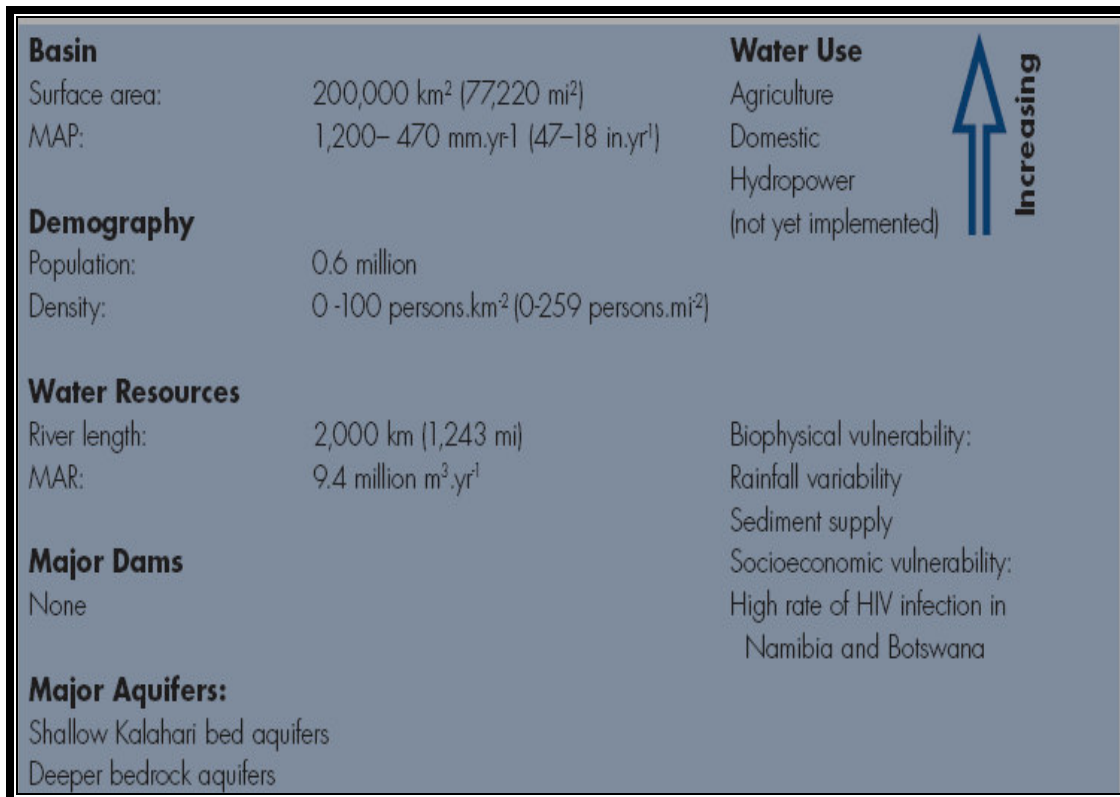 Basin
Surface area: 200,000 km² (77,220 mi²)
MAP: 1,200– 470 mm.yr-1 (47–18 in.yr¹)
Demography
Population: 0.6 million
Density: 0 -100 persons.km⁻² (0-259 persons.mi⁻²)
Water Resources
River length: 2,000 km (1,243 mi)
MAR: 9.4 million m³.yr¹
Major Dams
None
Major Aquifers:
Shallow Kalahari bed aquifers
Deeper bedrock aquifers
Water Use
Agriculture
Domestic
Hydropower
(not yet implemented)
Increasing
Biophysical vulnerability:
Rainfall variability
Sediment supply
Socioeconomic vulnerability:
High rate of HIV infection in
Namibia and Botswana